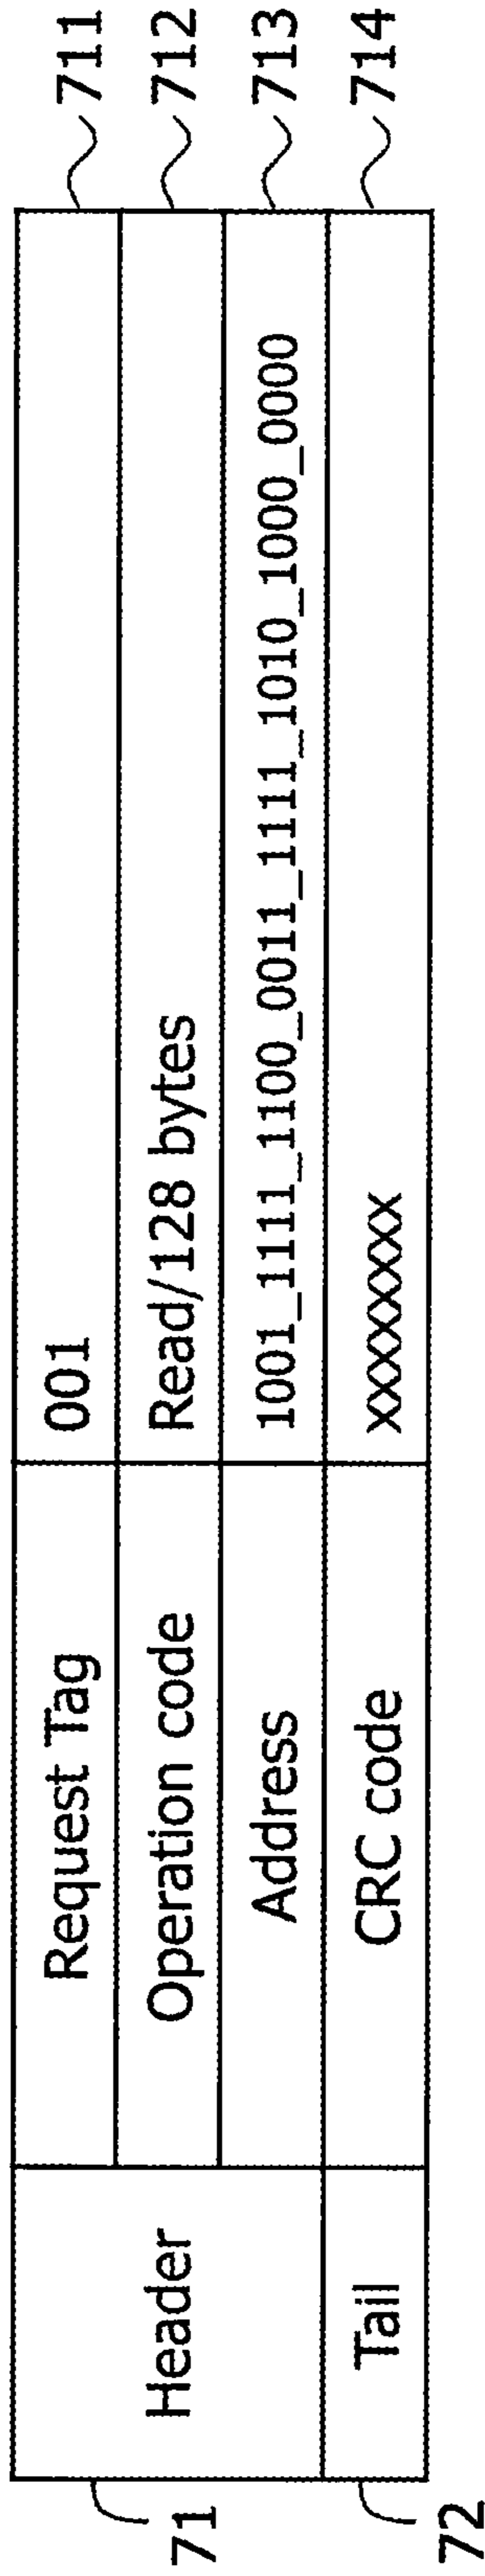 71 Header Request Tag 001 711
Operation code Read/128 bytes 712
Address 1001_1111_1100_0011_1111_1010_1000_0000 713
72 Tail CRC code xxxxxxxx 714